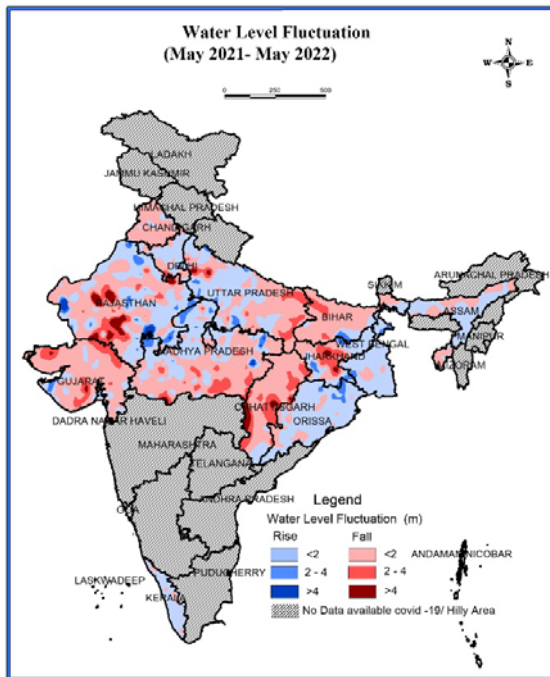 Water Level Fluctuation
(May 2021- May 2022)
N
W E
S
0 250 500
LADAKH
JAMMU KASHMIR
HIMACHAL PRADESH
CHANDIGARH
DELHI
ARUNACHAL PRADESH
SIKKIM
UTTAR PRADESH
RAJASTHAN
ASSAM
BIHAR
MANIPUR
WEST BENGAL
MADHYA PRADESH
JHARKHAND
MIZORAM
GUJARAT
CHHATTISGARH
ORISSA
DADRA NAGAR HAVELI
MAHARASHTRA
TELANGANA
ANDHRA PRADESH
GOA
Legend
Water Level Fluctuation (m)
Rise Fall
<2 <2
2 - 4 2 - 4
>4 >4
No Data available covid -19/ Hilly Area
ANDAMAN NICOBAR
LASKWADEEP
PUDUCHERRY
KERALA